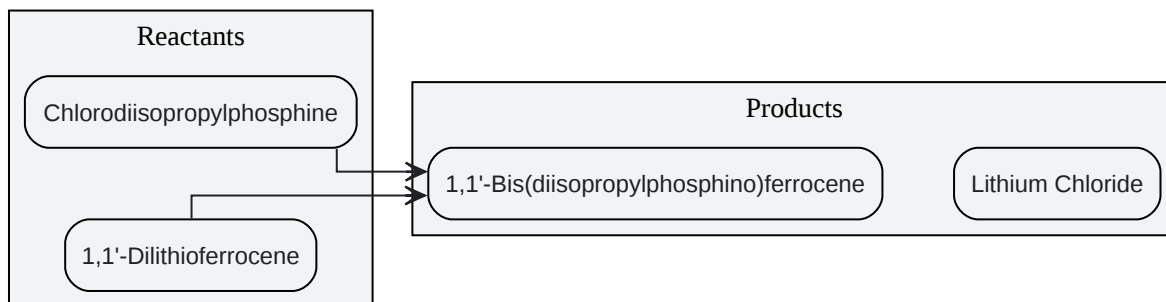 Reactants
Chlorodiisopropylphosphine
1,1'-Dilithioferrocene
Products
1,1'-Bis(diisopropylphosphino)ferrocene
Lithium Chloride